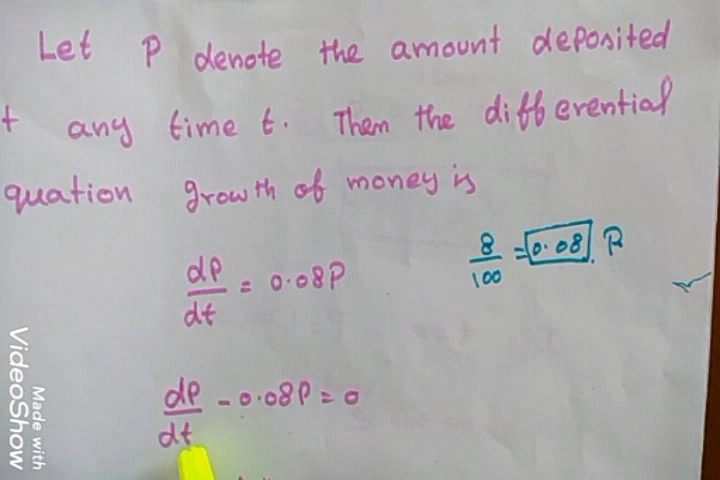 Let P denote the amount deposited
t any time t. Then the differential
quation growth of money is
8/100 = 0.08. P
dP/dt = 0.08P
dP/dt - 0.08P = 0
Made with
VideoShow